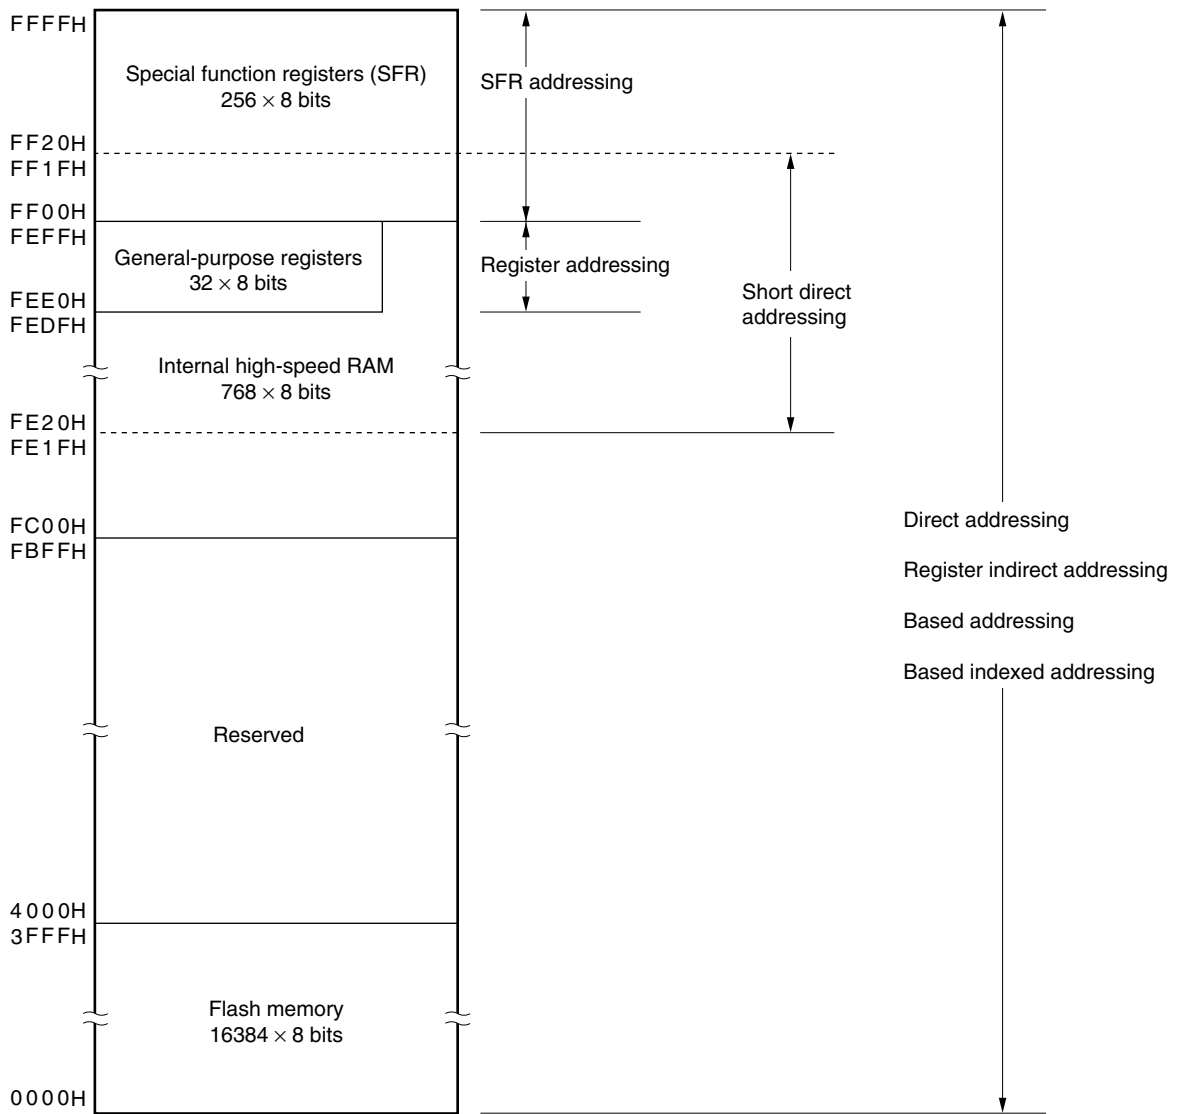 FFFFH
Special function registers (SFR)
256 × 8 bits
SFR addressing
FF20H
FF1FH
FF00H
FEFFH
General-purpose registers
32 × 8 bits
Register addressing
FEE0H
FEDFH
Short direct
addressing
Internal high-speed RAM
768 × 8 bits
FE20H
FE1FH
FC00H
FBFFH
Direct addressing
Register indirect addressing
Based addressing
Based indexed addressing
Reserved
4000H
3FFFH
Flash memory
16384 × 8 bits
0000H